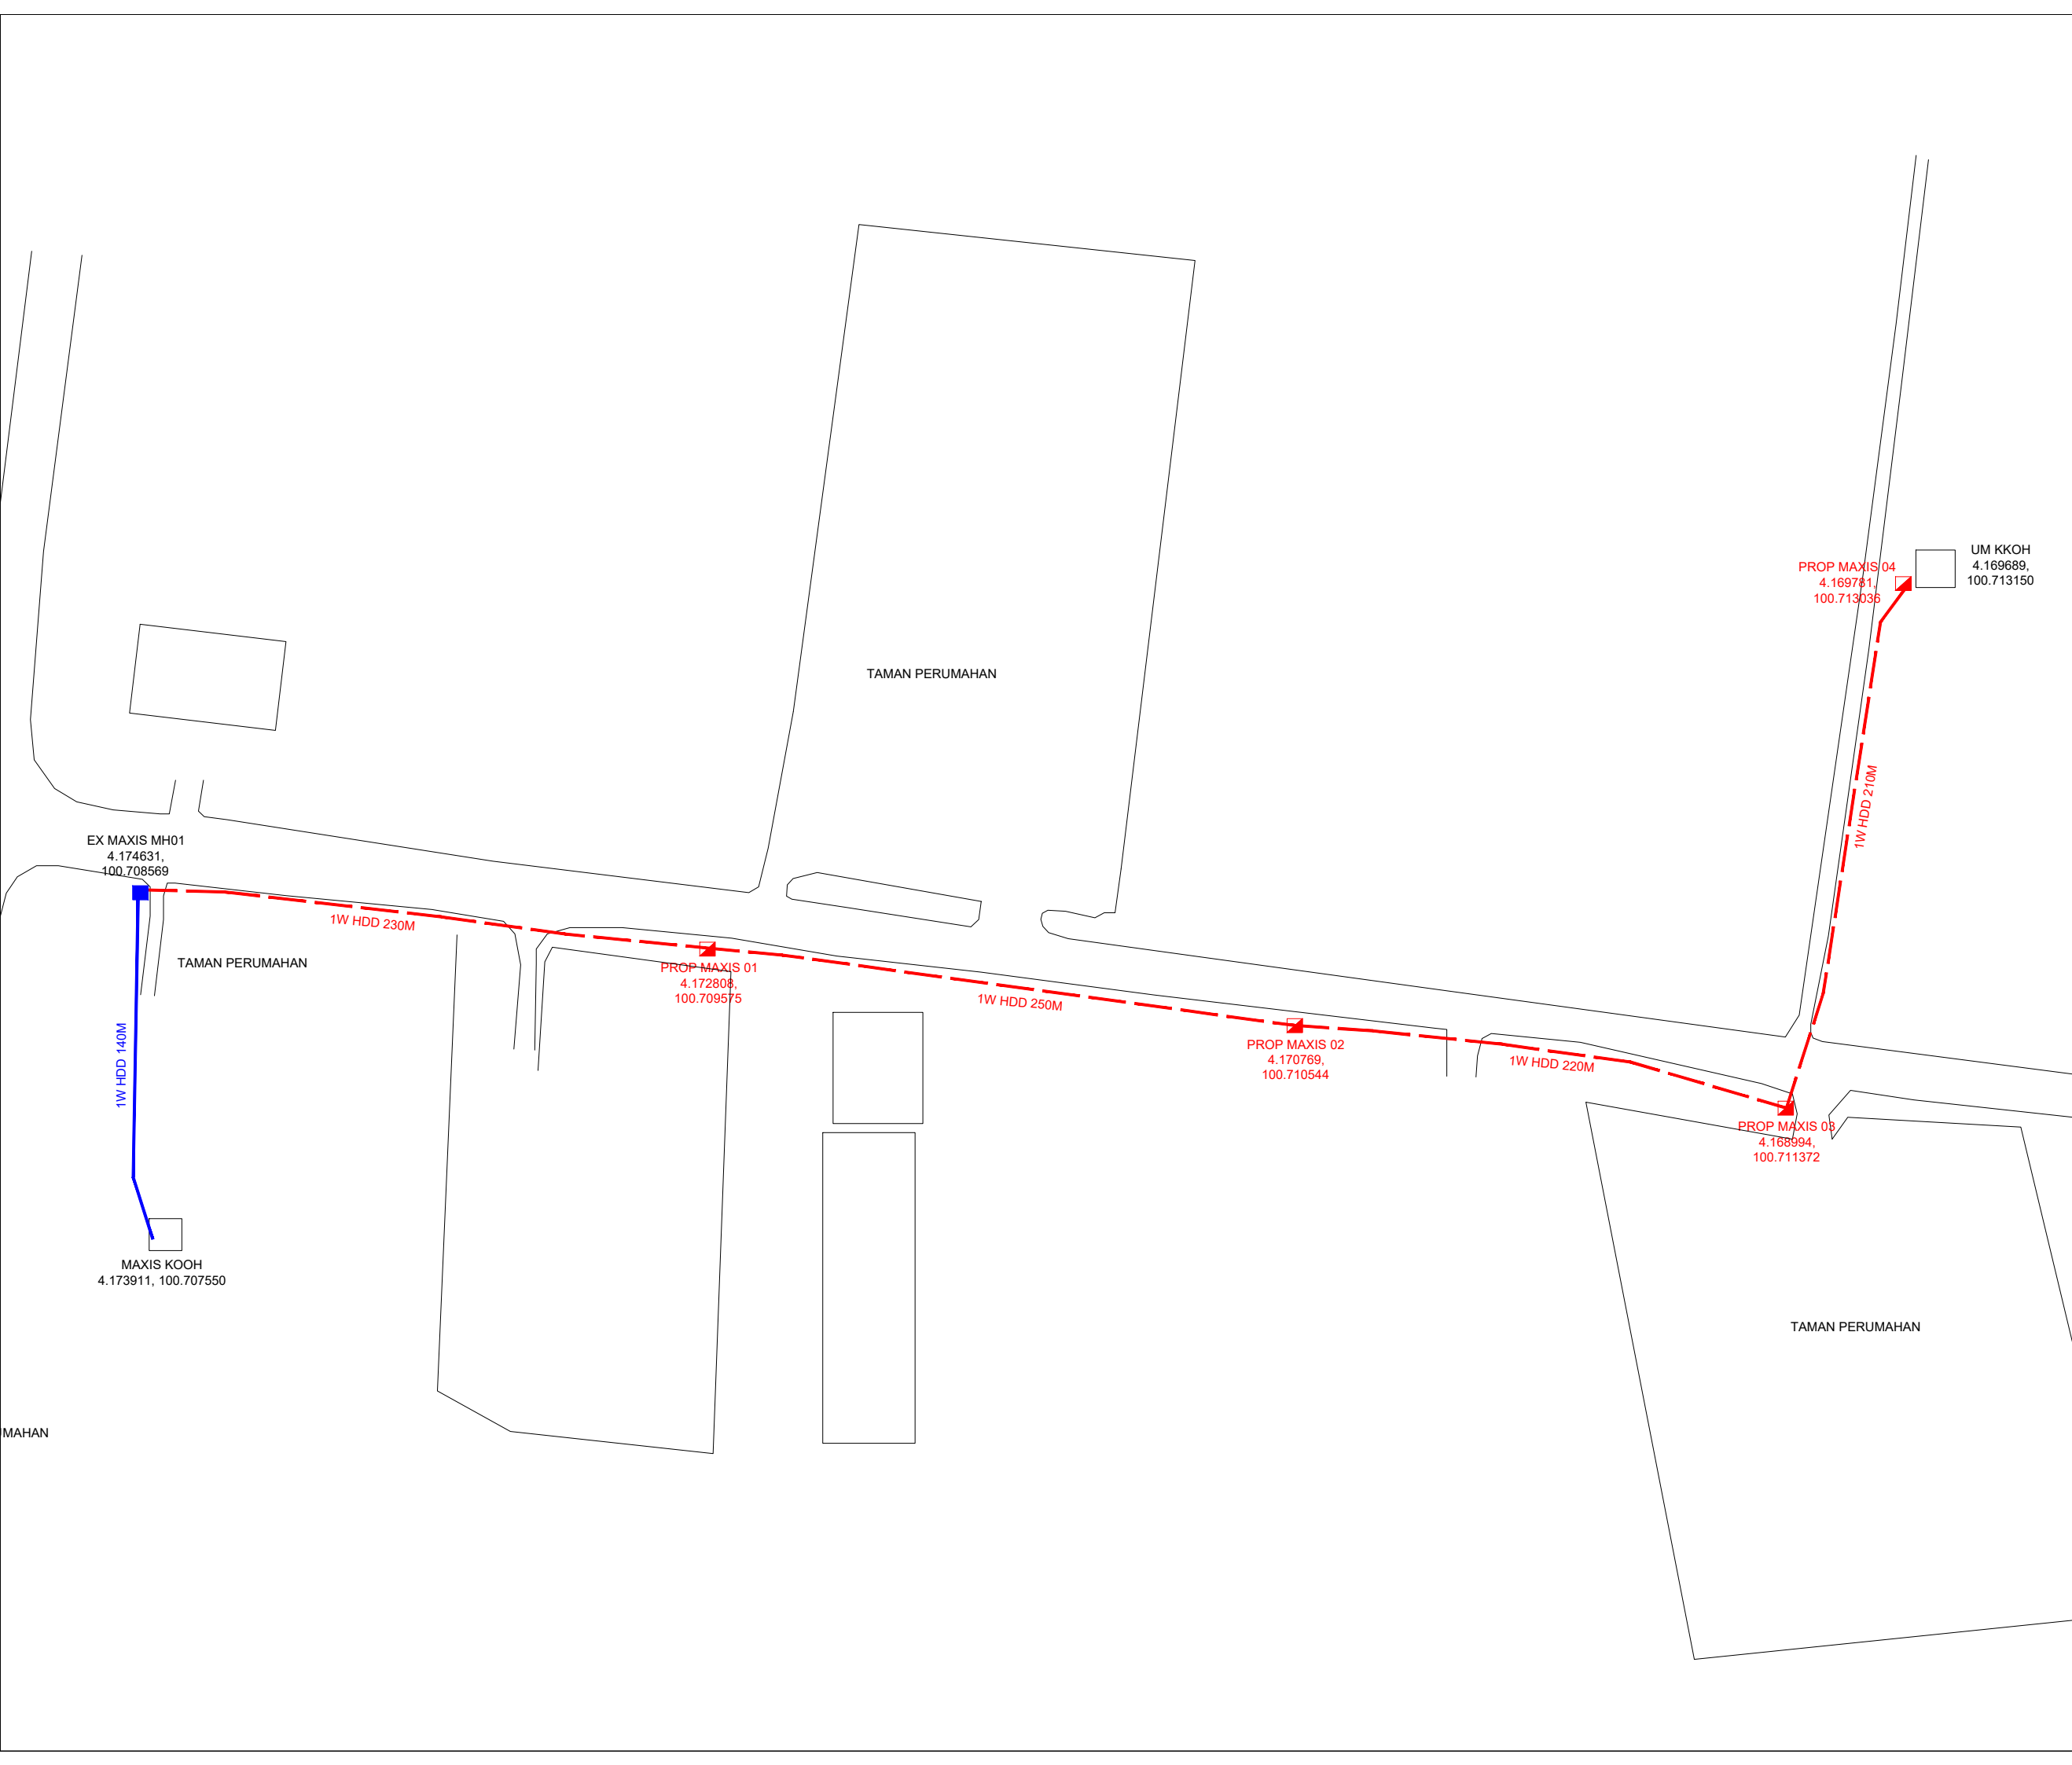 UM KKOH
4.169689,
100.713150
PROP MAXIS 04
4.169781,
100.713036
TAMAN PERUMAHAN
1W HDD 210M
EX MAXIS MH01
4.174631,
100.708569
1W HDD 230M
TAMAN PERUMAHAN
PROP MAXIS 01
4.172808,
100.709575
1W HDD 250M
PROP MAXIS 02
4.170769,
100.710544
1W HDD 220M
1W HDD 140M
PROP MAXIS 03
4.168994,
100.711372
MAXIS KOOH
4.173911, 100.707550
TAMAN PERUMAHAN
UMAHAN